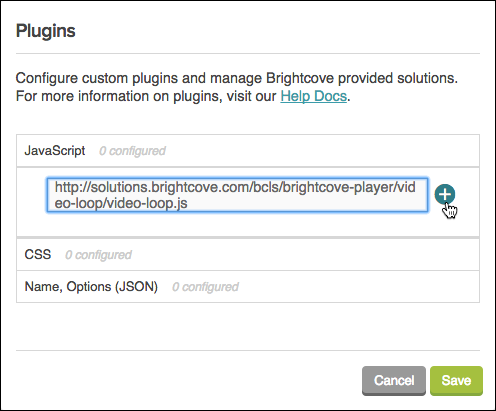 Plugins
Configure custom plugins and manage Brightcove provided solutions.
For more information on plugins, visit our Help Docs.
JavaScript 0 configured
http://solutions.brightcove.com/bcls/brightcove-player/vid
eo-loop/video-loop.js
CSS 0 configured
Name, Options (JSON) 0 configured
Cancel Save